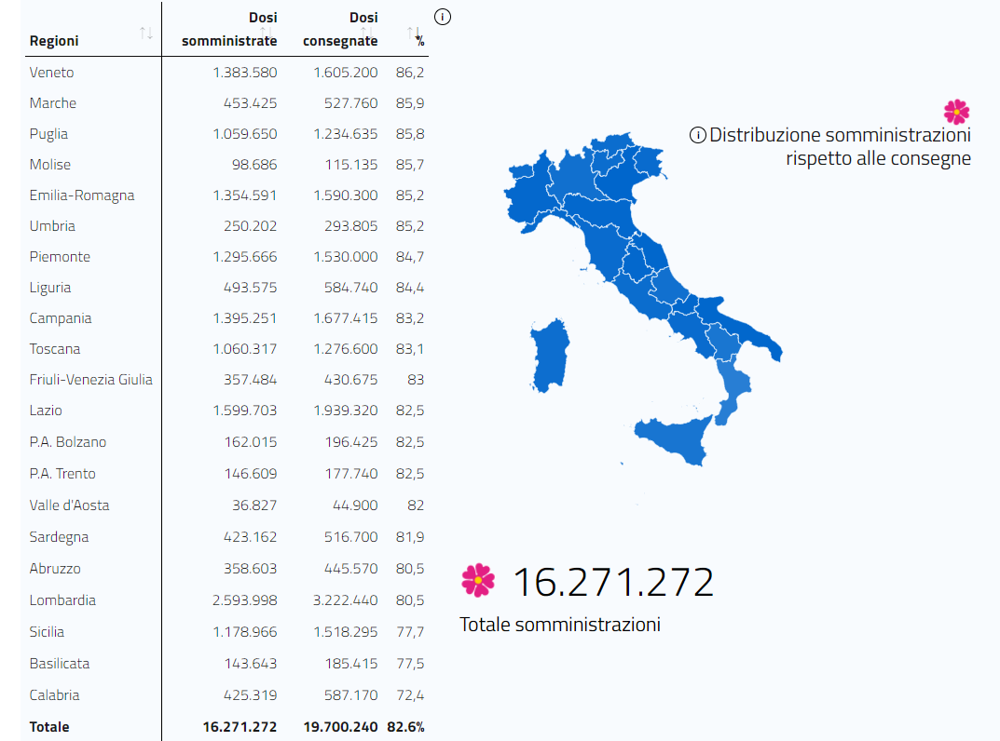 Regioni Dosi somministrate Dosi consegnate %
Veneto 1.383.580 1.605.200 86,2
Marche 453.425 527.760 85,9
Puglia 1.059.650 1.234.635 85,8
Molise 98.686 115.135 85,7
Emilia-Romagna 1.354.591 1.590.300 85,2
Umbria 250.202 293.805 85,2
Piemonte 1.295.666 1.530.000 84,7
Liguria 493.575 584.740 84,4
Campania 1.395.251 1.677.415 83,2
Toscana 1.060.317 1.276.600 83,1
Friuli-Venezia Giulia 357.484 430.675 83
Lazio 1.599.703 1.939.320 82,5
P.A. Bolzano 162.015 196.425 82,5
P.A. Trento 146.609 177.740 82,5
Valle d'Aosta 36.827 44.900 82
Sardegna 423.162 516.700 81,9
Abruzzo 358.603 445.570 80,5
Lombardia 2.593.998 3.222.440 80,5
Sicilia 1.178.966 1.518.295 77,7
Basilicata 143.643 185.415 77,5
Calabria 425.319 587.170 72,4
Totale 16.271.272 19.700.240 82.6%
Distribuzione somministrazioni
rispetto alle consegne
16.271.272
Totale somministrazioni